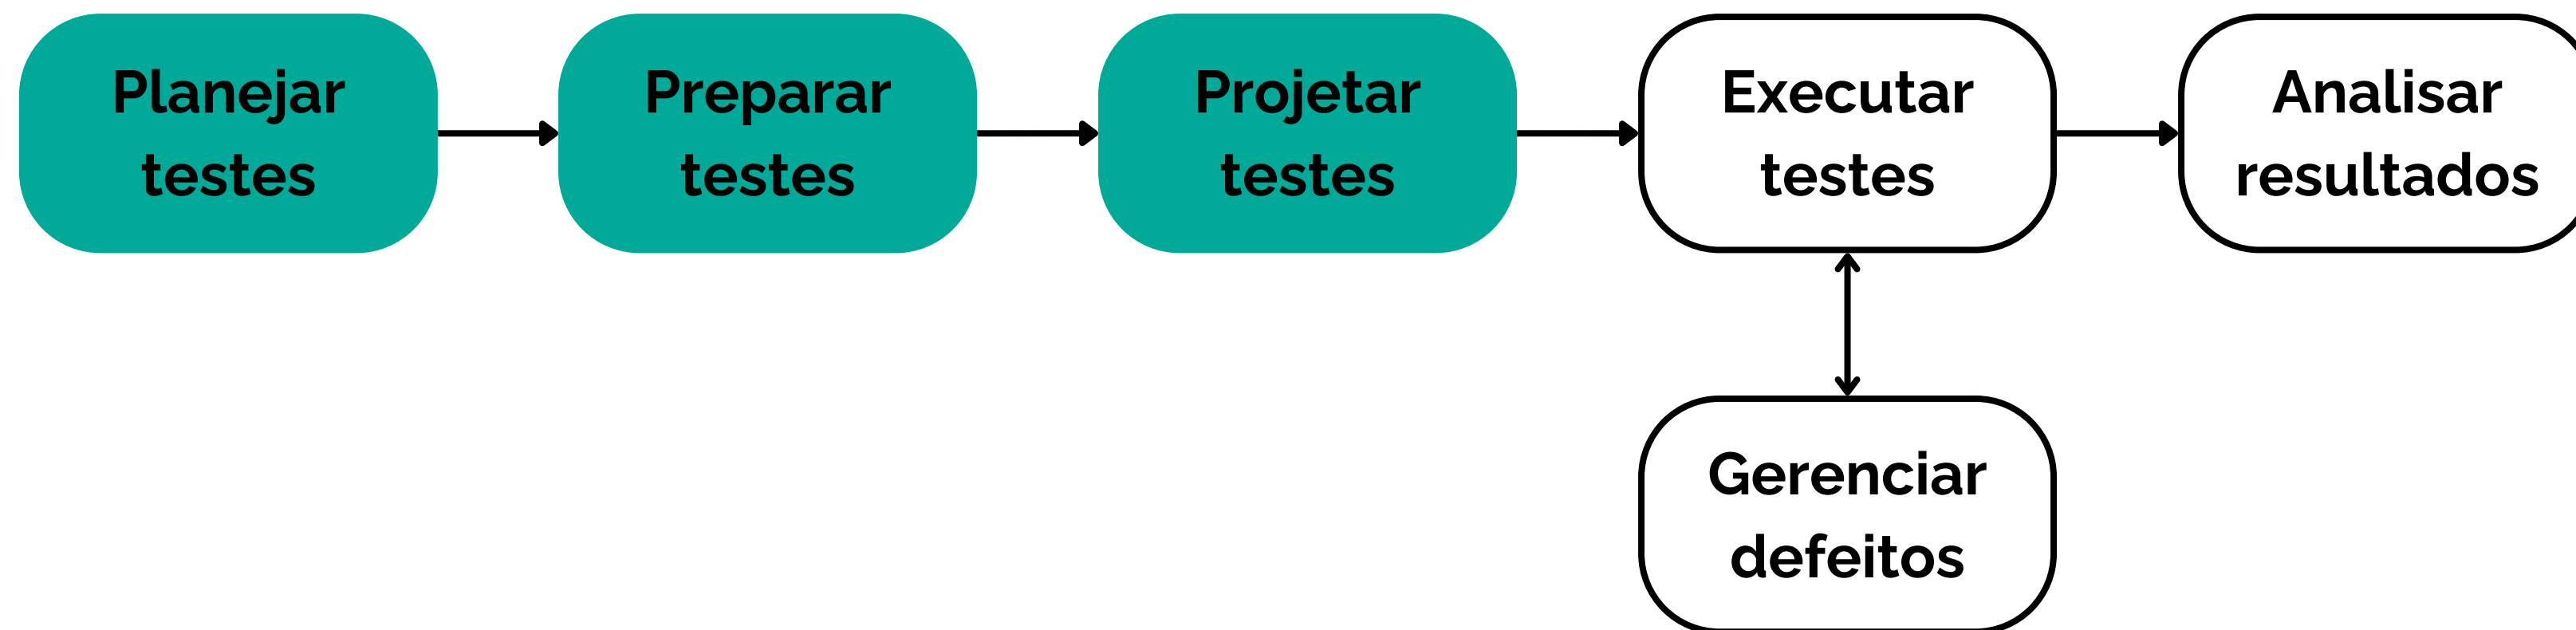 Planejar
testes
Preparar
testes
Projetar
testes
Executar
testes
Analisar
resultados
Gerenciar
defeitos